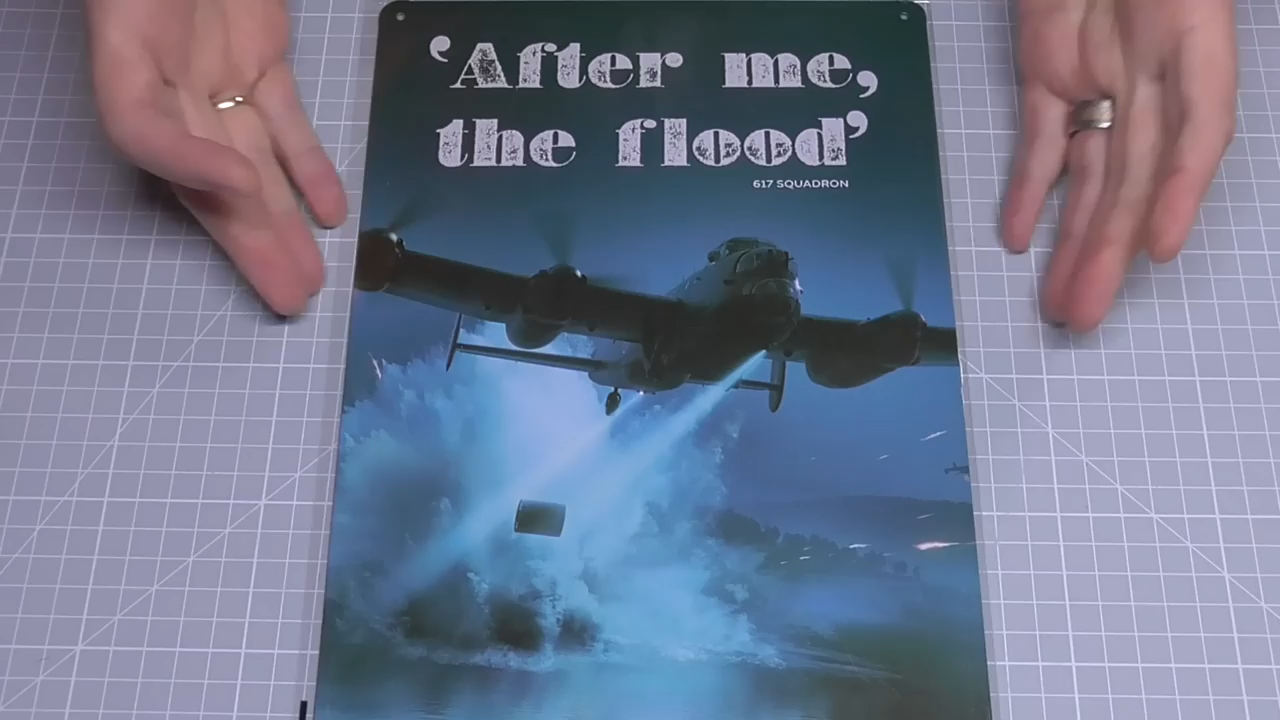 ‘After me,
the flood’
617 SQUADRON